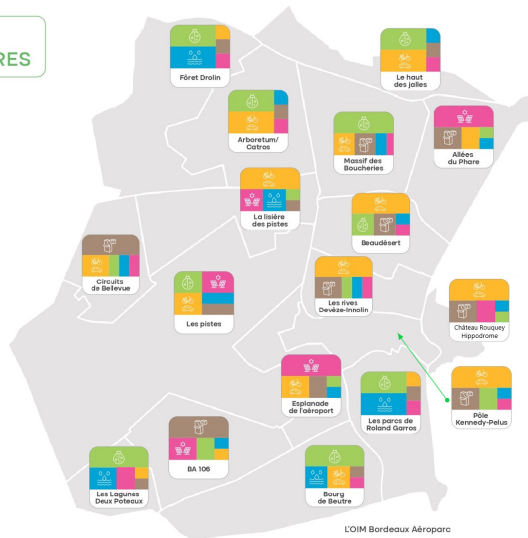 RES
Fôret Drolin
Le haut
des jalles
Arboretum/
Catros
Massif des
Boucheries
Allées
du Phare
La lisière
des pistes
Beaudésert
Circuits
de Bellevue
Les pistes
Les rives
Devèze-Innolin
Château Rouquey
Hippodrome
Esplanade
de l'aéroport
Les parcs de
Roland Garros
Pôle
Kennedy-Pelus
BA 106
Les Lagunes
Deux Poteaux
Bourg
de Beutre
L'OIM Bordeaux Aéroparc